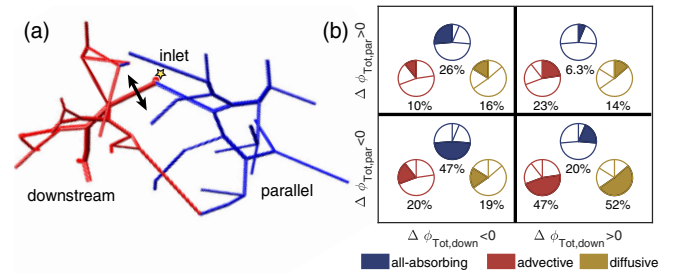 (a)
inlet
downstream
parallel
(b)
Δ ϕTot,par >0
Δ ϕTot,par <0
26%
10%
16%
6.3%
23%
14%
47%
20%
19%
20%
47%
52%
Δ ϕTot,down <0
Δ ϕTot,down >0
all-absorbing
advective
diffusive